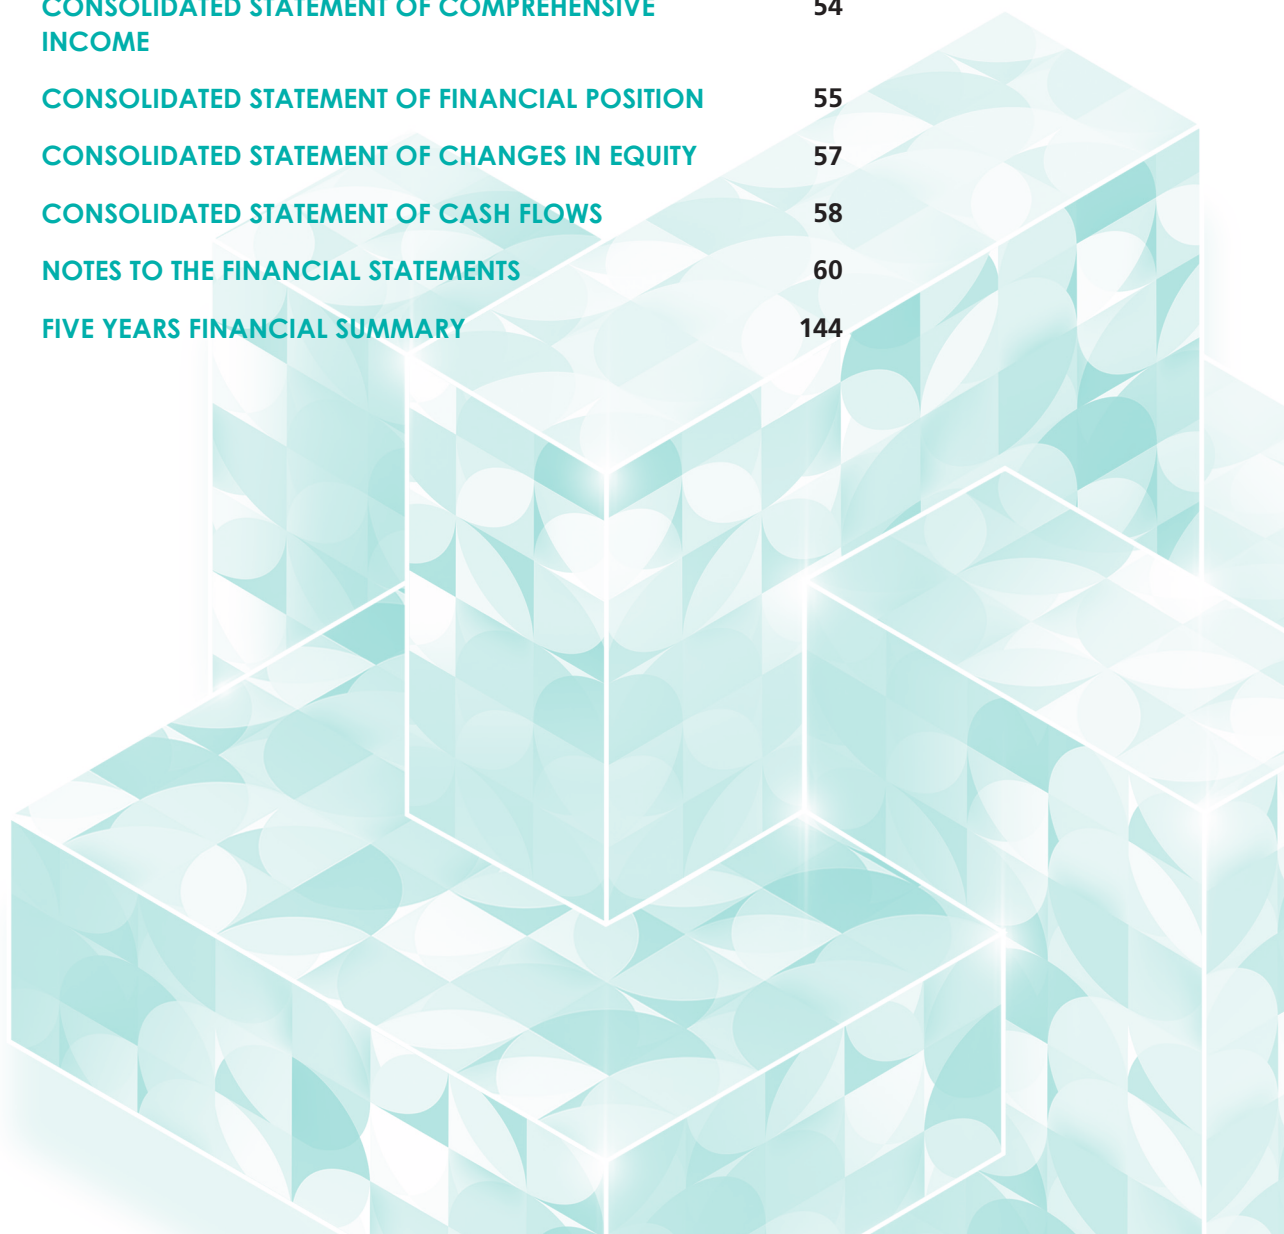 CONSOLIDATED STATEMENT OF COMPREHENSIVE 54
INCOME
CONSOLIDATED STATEMENT OF FINANCIAL POSITION 55
CONSOLIDATED STATEMENT OF CHANGES IN EQUITY 57
CONSOLIDATED STATEMENT OF CASH FLOWS 58
NOTES TO THE FINANCIAL STATEMENTS 60
FIVE YEARS FINANCIAL SUMMARY 144